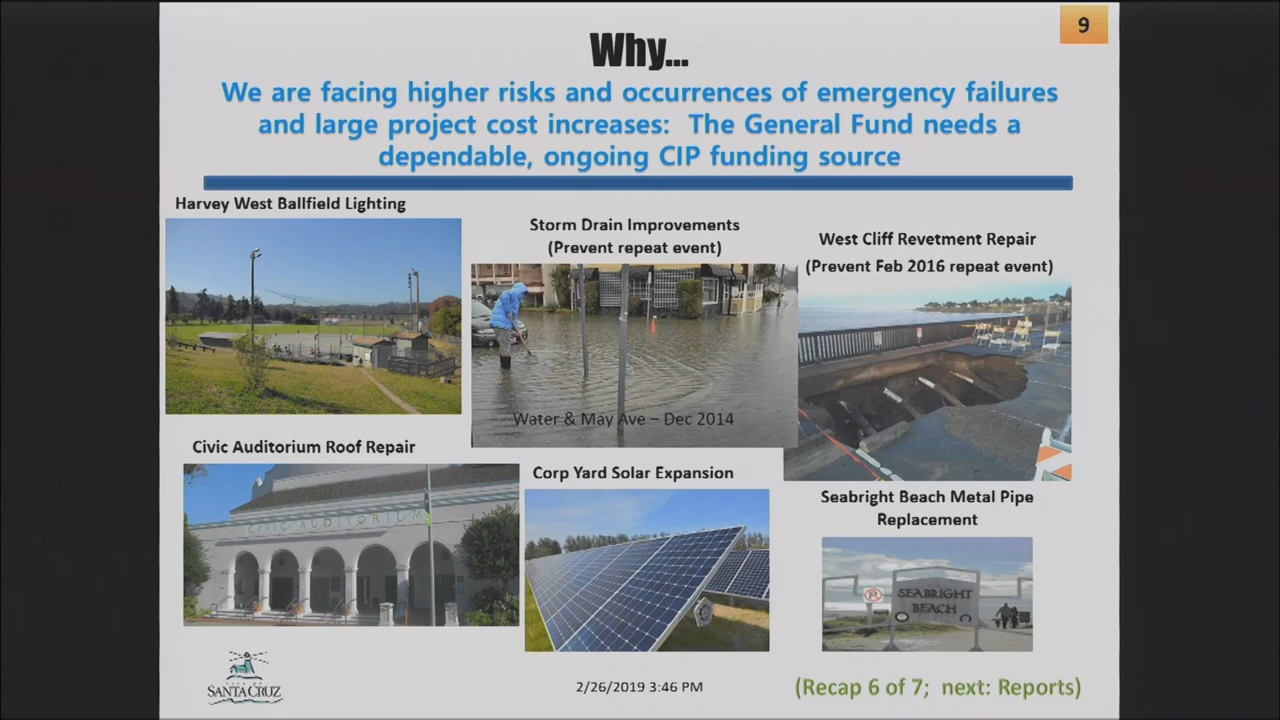 9
Why...
We are facing higher risks and occurrences of emergency failures
and large project cost increases: The General Fund needs a
dependable, ongoing CIP funding source
Harvey West Ballfield Lighting
Storm Drain Improvements
(Prevent repeat event)
West Cliff Revetment Repair
(Prevent Feb 2016 repeat event)
Water & May Ave – Dec 2014
Civic Auditorium Roof Repair
CIVIC AUDITORIUM
Corp Yard Solar Expansion
Seabright Beach Metal Pipe
Replacement
SEABRIGHT
BEACH
CITY OF
SANTA CRUZ
2/26/2019 3:46 PM
(Recap 6 of 7; next: Reports)